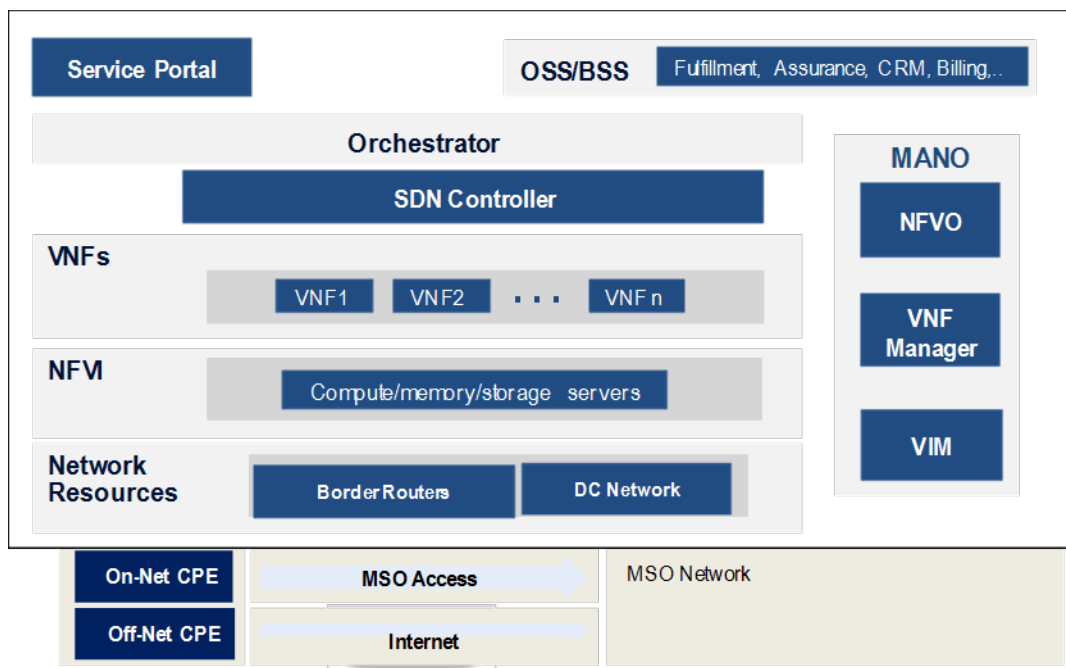 Service Portal
OSS/BSS
Fulfillment, Assurance, CRM, Billing,..
Orchestrator
SDN Controller
MANO
NFVO
VNF
Manager
VIM
VNFs
VNF1
VNF2
...
VNF n
NFVI
Compute/memory/storage servers
Network
Resources
Border Routers
DC Network
On-Net CPE
MSO Access
MSO Network
Off-Net CPE
Internet